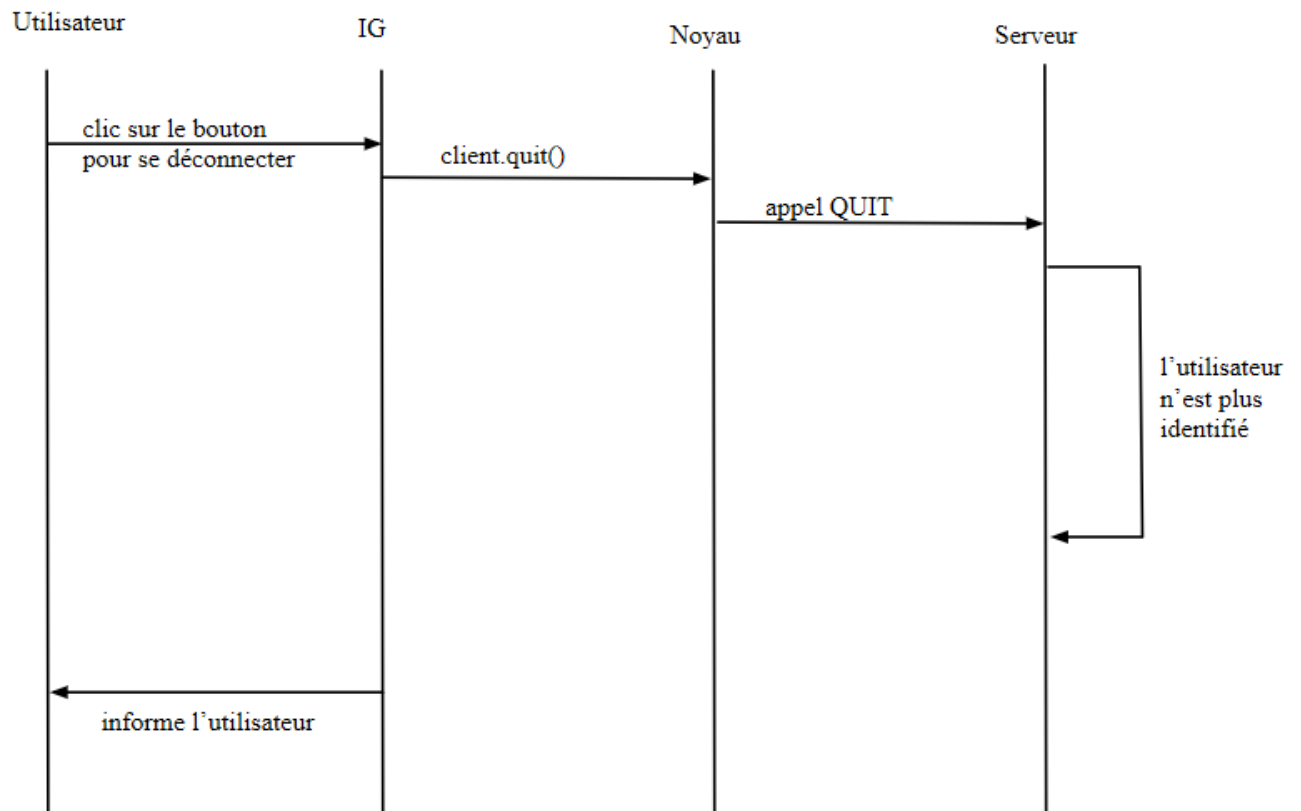 Utilisateur
IG
Noyau
Serveur
clic sur le bouton
pour se déconnecter
client.quit()
appel QUIT
l’utilisateur
n’est plus
identifié
informe l’utilisateur